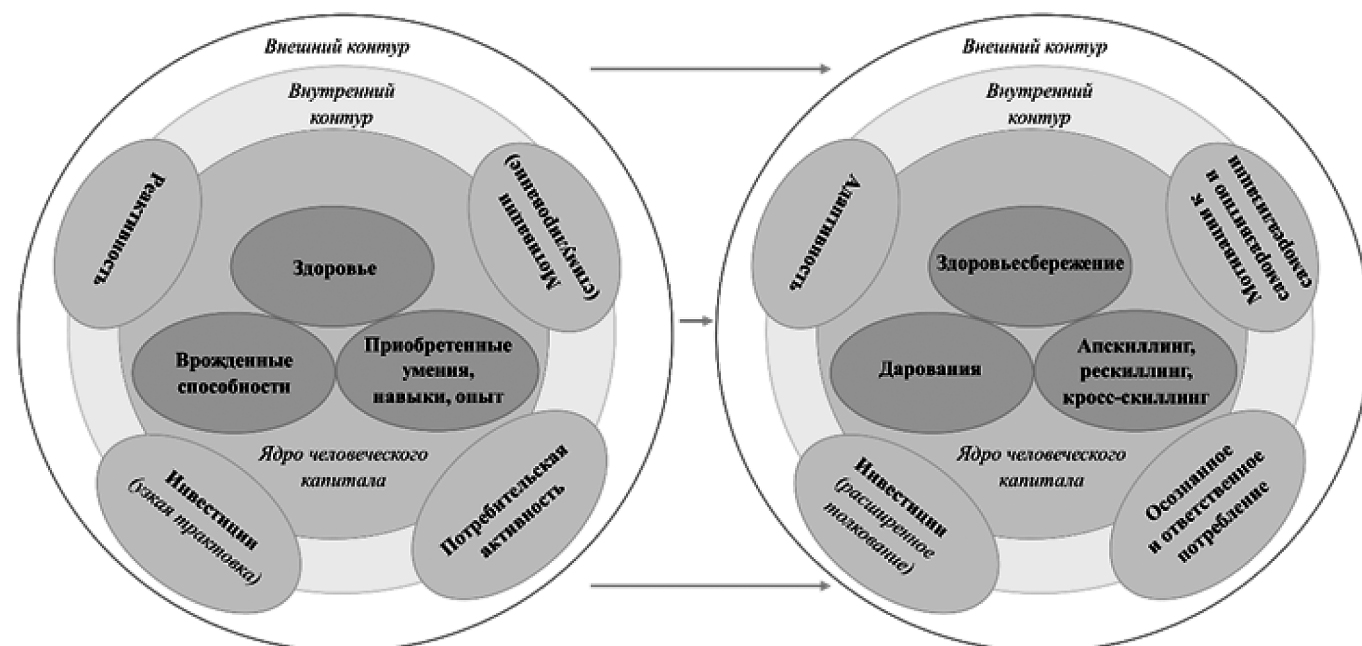 Внешний контур
Внутренний
контур
Реактивность
Мотивации
(стимулирование)
Здоровье
Врожденные
способности
Приобретенные
умения,
навыки, опыт
Ядро человеческого
капитала
Инвестиции
(узкая трактовка)
Потребительская
активность
Внешний контур
Внутренний
контур
Адаптивность
Мотивации к
саморазвитию и
самореализации
Здоровьесбережение
Дарования
Апскиллинг,
рескиллинг,
кросс-скиллинг
Ядро человеческого
капитала
Инвестиции
(расширенное
толкование)
Осознанное
и ответственное
потребление